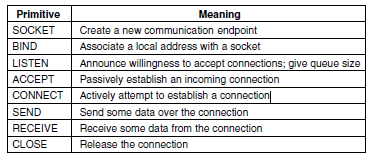 Primitive Meaning
SOCKET Create a new communication endpoint
BIND Associate a local address with a socket
LISTEN Announce willingness to accept connections; give queue size
ACCEPT Passively establish an incoming connection
CONNECT Actively attempt to establish a connection
SEND Send some data over the connection
RECEIVE Receive some data from the connection
CLOSE Release the connection